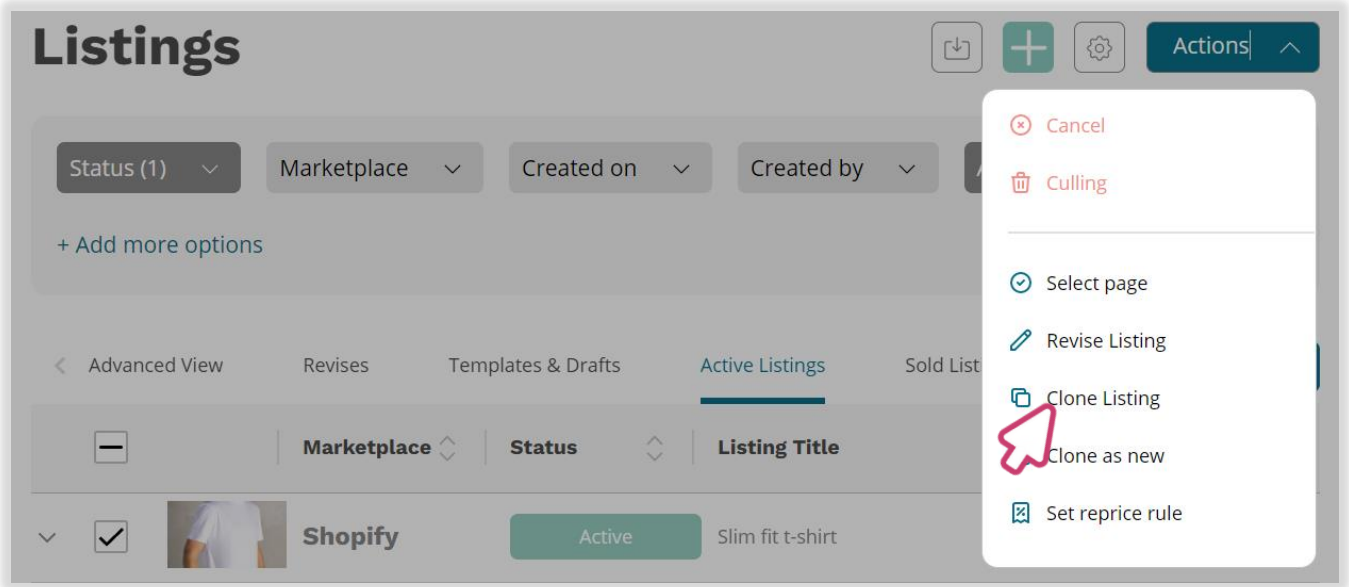 Listings
Actions
Cancel
Culling
Status (1) Marketplace Created on Created by
+ Add more options
Select page
Revise Listing
Clone Listing
Clone as new
Set reprice rule
Advanced View Revises Templates & Drafts Active Listings Sold List
Marketplace Status Listing Title
Shopify Active Slim fit t-shirt